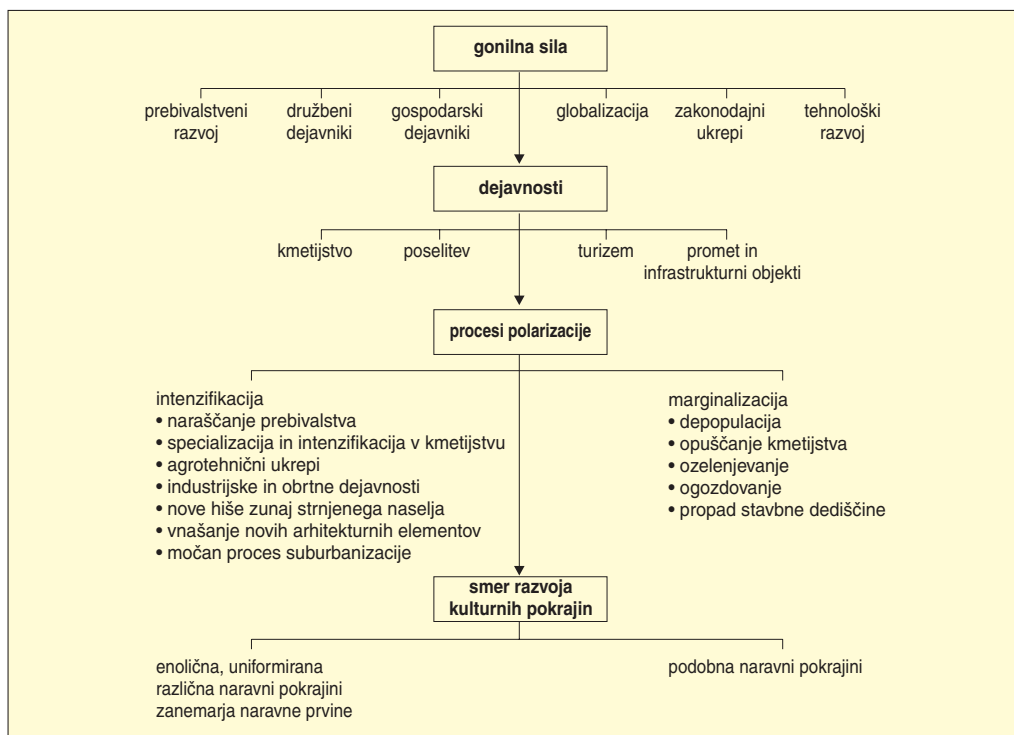 gonilna sila
prebivalstveni razvoj
družbeni dejavniki
gospodarski dejavniki
globalizacija
zakonodajni ukrepi
tehnološki razvoj
dejavnosti
kmetijstvo
poselitev
turizem
promet in
infrastrukturni objekti
procesi polarizacije
intenzifikacija
• naraščanje prebivalstva
• specializacija in intenzifikacija v kmetijstvu
• agrotehnični ukrepi
• industrijske in obrtne dejavnosti
• nove hiše zunaj strnjenega naselja
• vnašanje novih arhitekturnih elementov
• močan proces suburbanizacije
marginalizacija
• depopulacija
• opuščanje kmetijstva
• ozelenjevanje
• ogozdovanje
• propad stavbne dediščine
smer razvoja
kulturnih pokrajin
enolična, uniformirana
različna naravni pokrajini
zanemarja naravne prvine
podobna naravni pokrajini